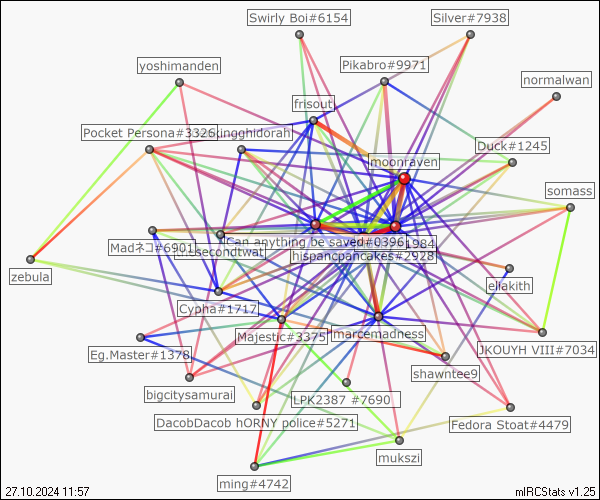 Swirly Boi#6154
Silver#7938
yoshimanden
Pikabro#9971
normalwan
frisout
Pocket Persona#3326
ingghidorah
Duck#1245
moonraven
somass
Can anything be saved#0396
1984
Madネコ#6901
secondtwat
hispancpancakes#2928
zebula
eliakith
Cypha#1717
Majestic#3375
marcemadness
JKOUYH VIII#7034
Eg.Master#1378
shawntee9
bigcitysamurai
LPK2387 #7690
DacobDacob hORNY police#5271
Fedora Stoat#4479
mukszi
ming#4742
27.10.2024 11:57
mIRCStats v1.25